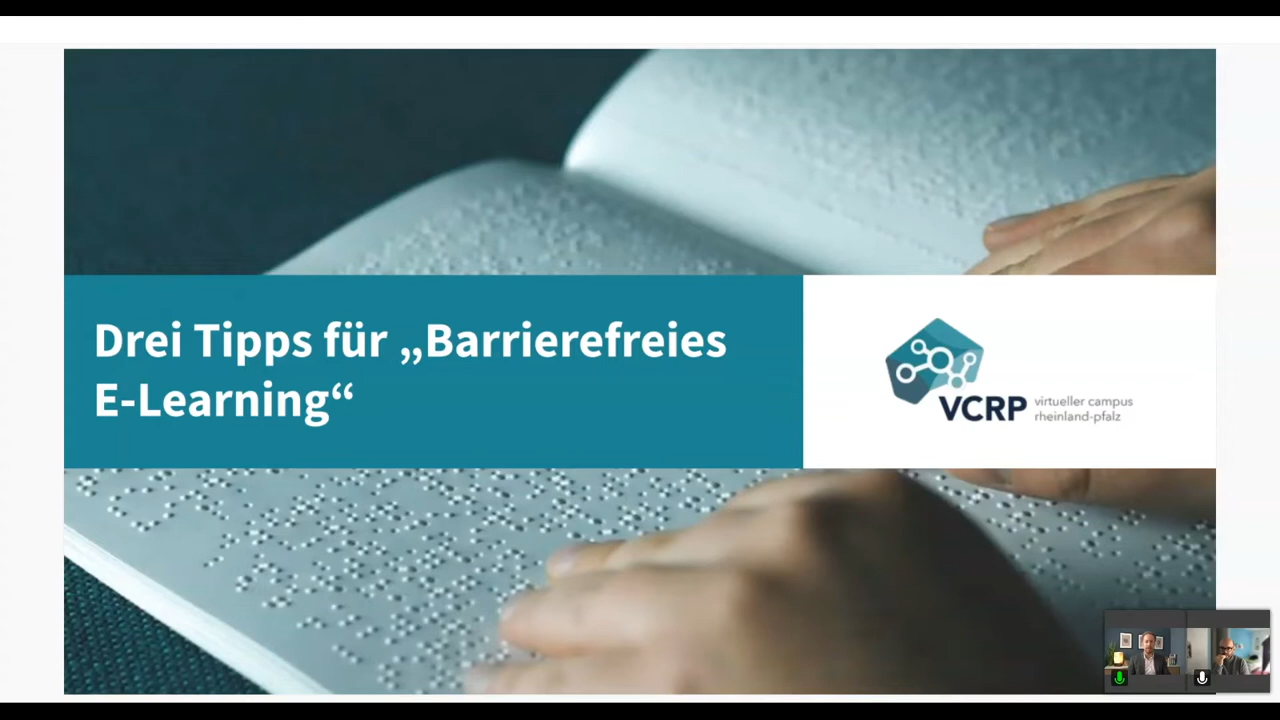 Drei Tipps für „Barrierefreies
E-Learning“
VCRP
virtueller campus
rheinland-pfalz